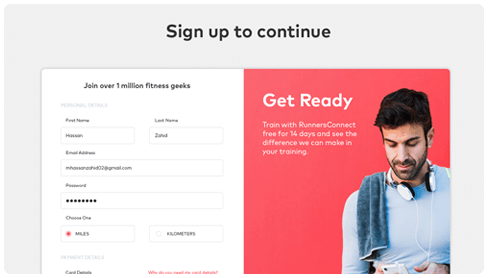 Sign up to continue
Join over 1 million fitness geeks
PERSONAL DETAILS
First Name
Last Name
Hassan
Zahid
Email Address
mhassanzahid02@gmail.com
Password
●●●●●●●●
Choose One
MILES
KILOMETERS
PAYMENT DETAILS
Card Details
Why do you need my card details?
Get Ready
Train with RunnersConnect
free for 14 days and see the
difference we can make in
your training.